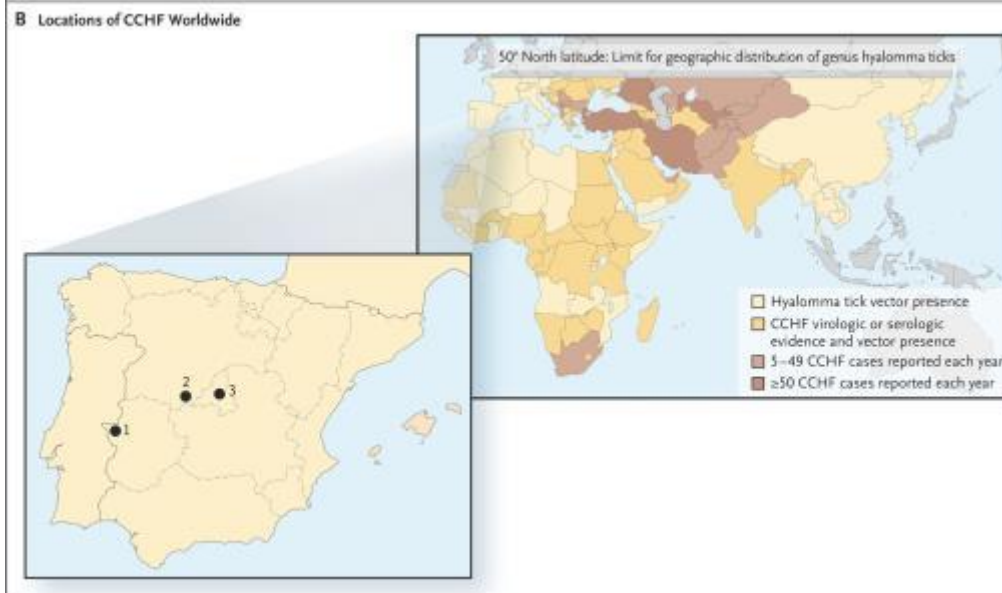 B Locations of CCHF Worldwide
50° North latitude: Limit for geographic distribution of genus hyalomma ticks
Hyalomma tick vector presence
CCHF virologic or serologic
evidence and vector presence
5–49 CCHF cases reported each year
≥50 CCHF cases reported each year
2
3
1